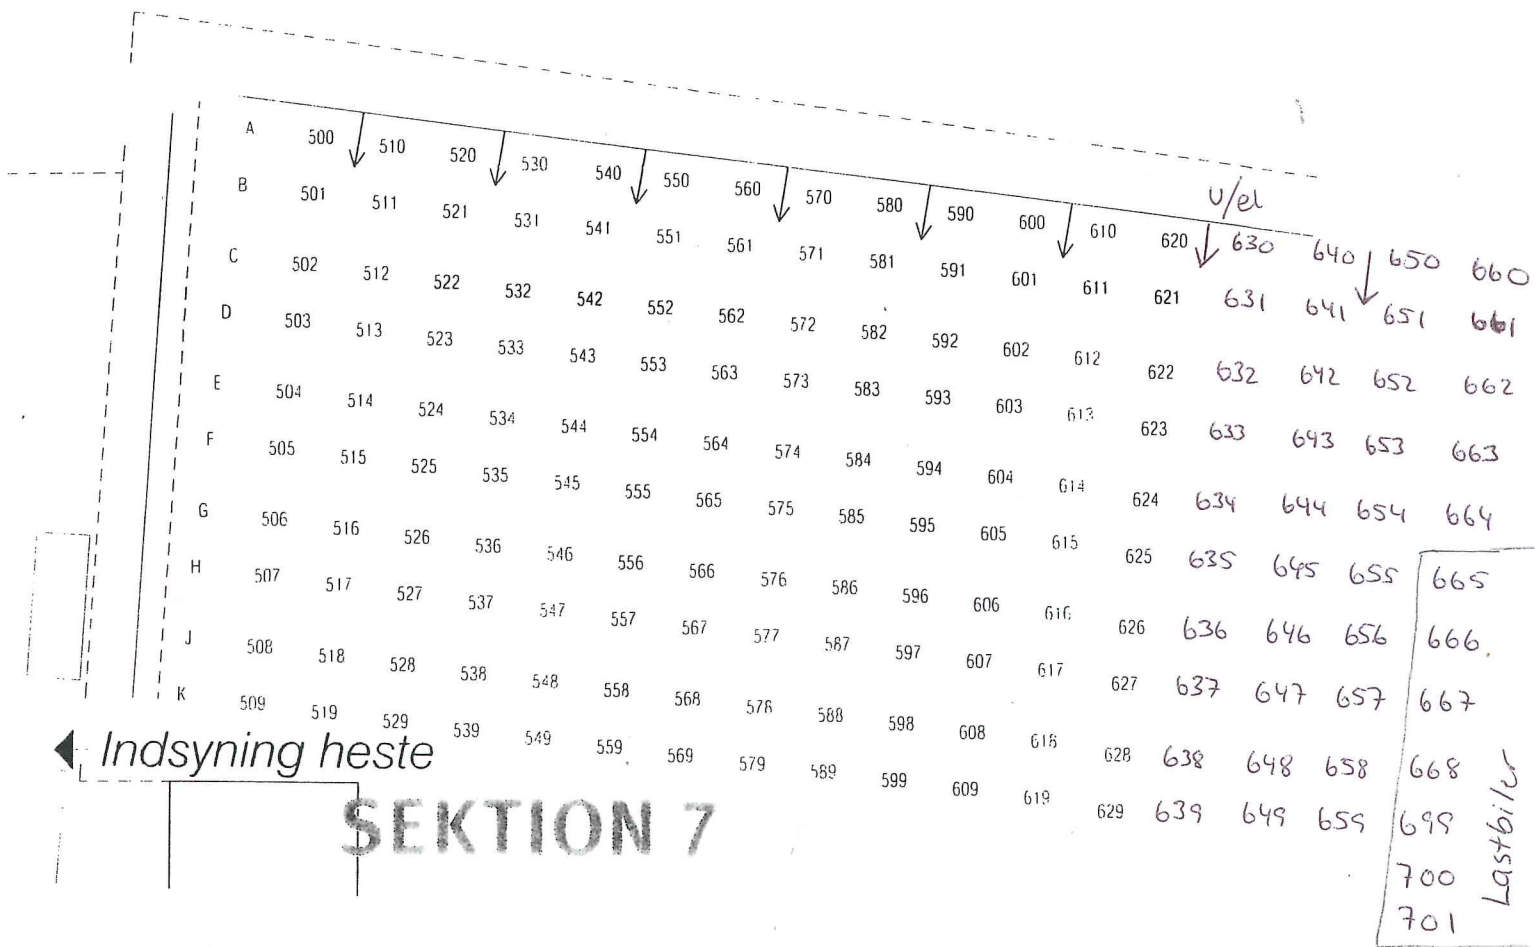 U/el
A 500 510 520 530 540 550 560 570 580 590 600 610 620 630 640 650 660
B 501 511 521 531 541 551 561 571 581 591 601 611 621 631 641 651 661
C 502 512 522 532 542 552 562 572 582 592 602 612 622 632 642 652 662
D 503 513 523 533 543 553 563 573 583 593 603 613 623 633 643 653 663
E 504 514 524 534 544 554 564 574 584 594 604 614 624 634 644 654 664
F 505 515 525 535 545 555 565 575 585 595 605 615 625 635 645 655 665
G 506 516 526 536 546 556 566 576 586 596 606 616 626 636 646 656 666
H 507 517 527 537 547 557 567 577 587 597 607 617 627 637 647 657 667
J 508 518 528 538 548 558 568 578 588 598 608 618 628 638 648 658 668
K 509 519 529 539 549 559 569 579 589 599 609 619 629 639 649 659 699
700
701
Lastbiler
Indsyning heste
SEKTION 7